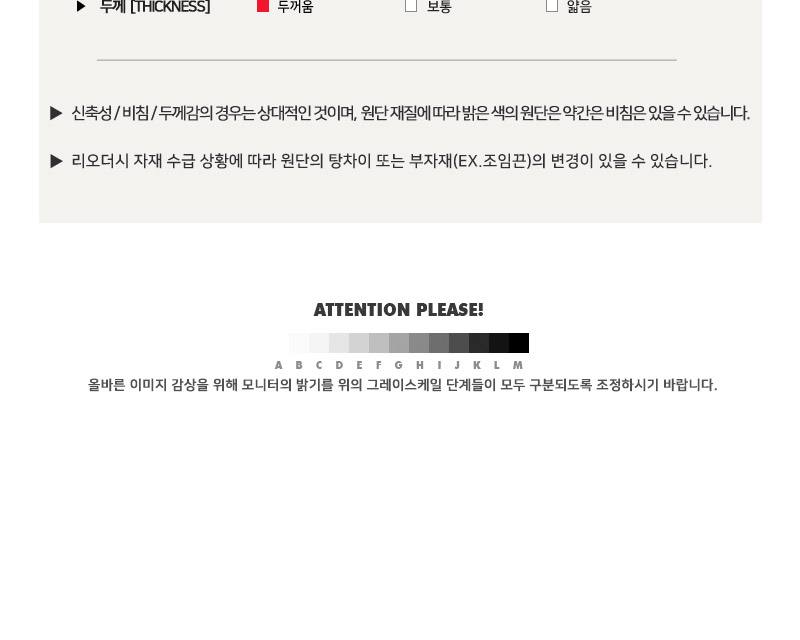 ▶ 두께 [THICKNESS] 두꺼움 보통 얇음
▶ 신축성 / 비침 / 두께감의 경우는 상대적인 것이며, 원단 재질에 따라 밝은 색의 원단은 약간은 비침은 있을 수 있습니다.
▶ 리오더시 자재 수급 상황에 따라 원단의 탕차이 또는 부자재(EX.조임끈)의 변경이 있을 수 있습니다.
ATTENTION PLEASE!
A B C D E F G H I J K L M
올바른 이미지 감상을 위해 모니터의 밝기를 위의 그레이스케일 단계들이 모두 구분되도록 조정하시기 바랍니다.